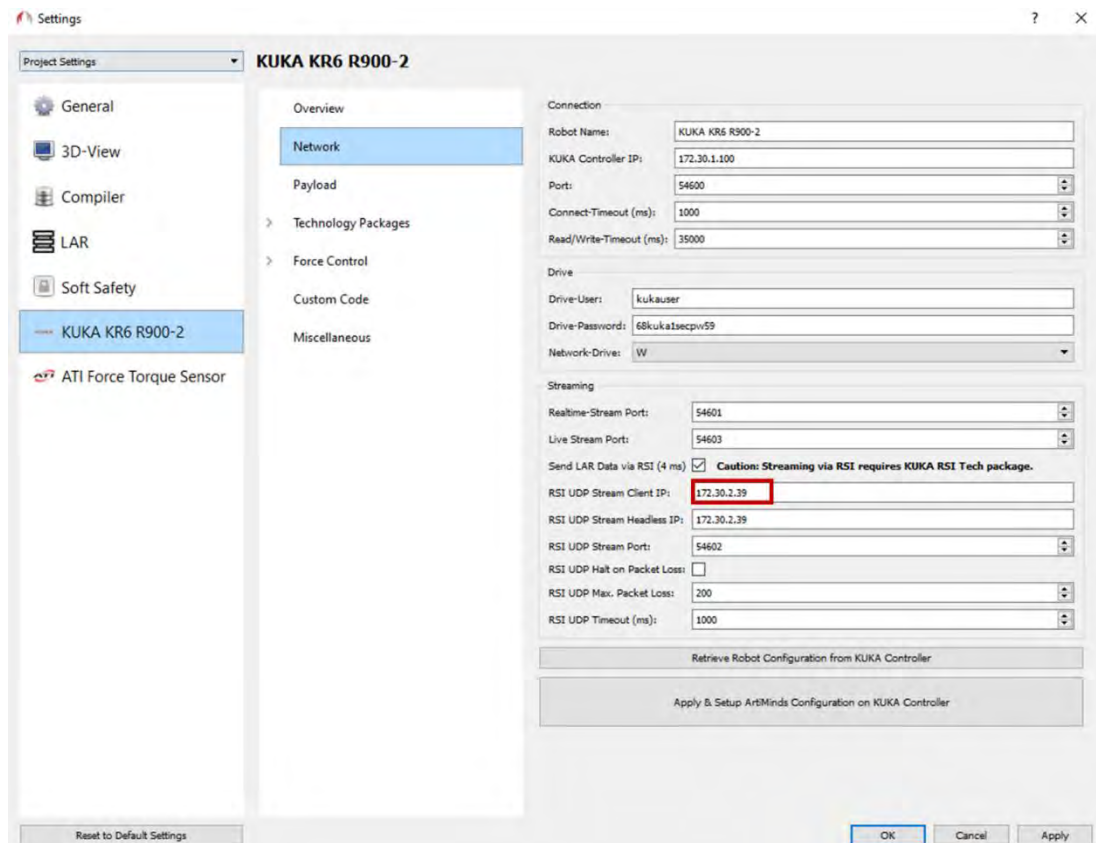 Settings
? ×
Project Settings
KUKA KR6 R900-2
General
3D-View
Compiler
LAR
Soft Safety
KUKA KR6 R900-2
ATI Force Torque Sensor
Overview
Network
Payload
Technology Packages
Force Control
Custom Code
Miscellaneous
Connection
Robot Name: KUKA KR6 R900-2
KUKA Controller IP: 172.30.1.100
Port: 54600
Connect-Timeout (ms): 1000
Read/Write-Timeout (ms): 35000
Drive
Drive-User: kukauser
Drive-Password: 68kuka1secpw59
Network-Drive: W
Streaming
Realtime-Stream Port: 54601
Live Stream Port: 54603
Send LAR Data via RSI (4 ms) Caution: Streaming via RSI requires KUKA RSI Tech package.
RSI UDP Stream Client IP: 172.30.2.39
RSI UDP Stream Headless IP: 172.30.2.39
RSI UDP Stream Port: 54602
RSI UDP Halt on Packet Loss:
RSI UDP Max. Packet Loss: 200
RSI UDP Timeout (ms): 1000
Retrieve Robot Configuration from KUKA Controller
Apply & Setup ArtiMinds Configuration on KUKA Controller
Reset to Default Settings
OK Cancel Apply